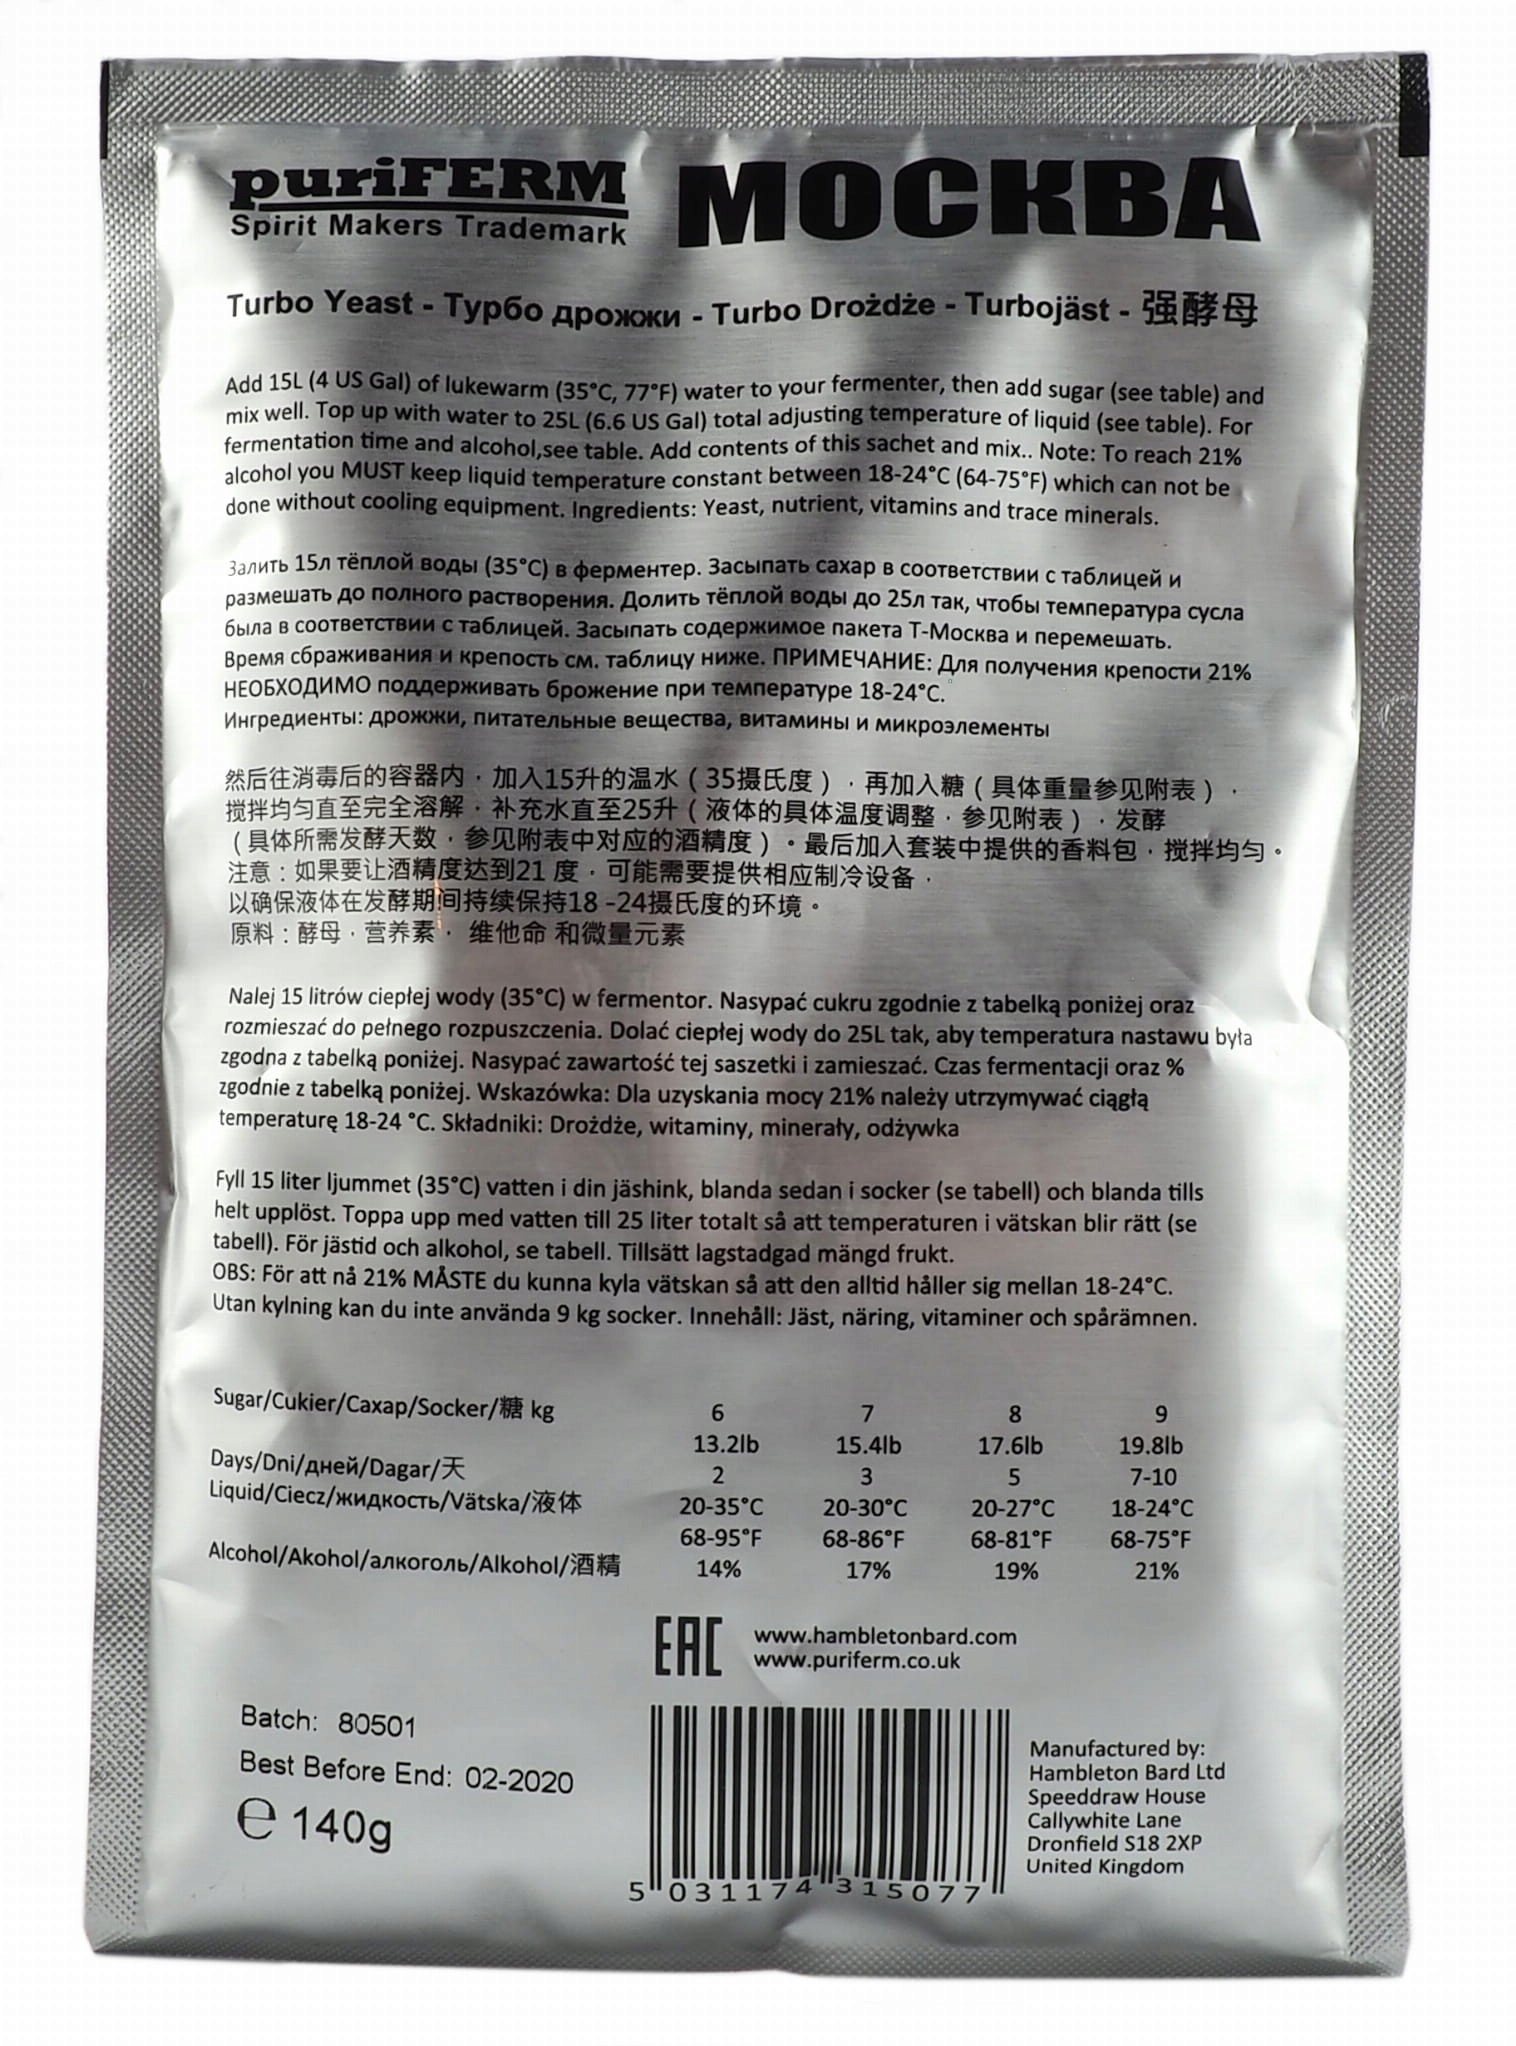 puriFERM МОСКВА
Spirit Makers Trademark
Turbo Yeast - Турбо дрожжи - Turbo Drożdże - Turbojäst - 强酵母
Add 15L (4 US Gal) of lukewarm (35°C, 77°F) water to your fermenter, then add sugar (see table) and
mix well. Top up with water to 25L (6.6 US Gal) total adjusting temperature of liquid (see table). For
fermentation time and alcohol,see table. Add contents of this sachet and mix.. Note: To reach 21%
alcohol you MUST keep liquid temperature constant between 18-24°C (64-75°F) which can not be
done without cooling equipment. Ingredients: Yeast, nutrient, vitamins and trace minerals.
Залить 15л тёплой воды (35°C) в ферментер. Засыпать сахар в соответствии с таблицей и
размешать до полного растворения. Долить тёплой воды до 25л так, чтобы температура сусла
была в соответствии с таблицей. Засыпать содержимое пакета Т-Москва и перемешать.
Время сбраживания и крепость см. таблицу ниже. ПРИМЕЧАНИЕ: Для получения крепости 21%
НЕОБХОДИМО поддерживать брожение при температуре 18-24°C.
Ингредиенты: дрожжи, питательные вещества, витамины и микроэлементы
然后往消毒后的容器内，加入15升的温水（35摄氏度），再加入糖（具体重量参见附表），
搅拌均匀直至完全溶解，补充水直至25升（液体的具体温度调整，参见附表），发酵
（具体所需发酵天数，参见附表中对应的酒精度）。最后加入套装中提供的香料包，搅拌均匀。
注意：如果要让酒精度达到21 度，可能需要提供相应制冷设备，
以确保液体在发酵期间持续保持18 -24摄氏度的环境。
原料：酵母，营养素， 维他命 和微量元素
Nalej 15 litrów ciepłej wody (35°C) w fermentor. Nasypać cukru zgodnie z tabelką poniżej oraz
rozmieszać do pełnego rozpuszczenia. Dolać ciepłej wody do 25L tak, aby temperatura nastawu była
zgodna z tabelką poniżej. Nasypać zawartość tej saszetki i zamieszać. Czas fermentacji oraz %
zgodnie z tabelką poniżej. Wskazówka: Dla uzyskania mocy 21% należy utrzymywać ciągłą
temperaturę 18-24 °C. Składniki: Drożdże, witaminy, minerały, odżywka
Fyll 15 liter ljummet (35°C) vatten i din jäshink, blanda sedan i socker (se tabell) och blanda tills
helt upplöst. Toppa upp med vatten till 25 liter totalt så att temperaturen i vätskan blir rätt (se
tabell). För jästid och alkohol, se tabell. Tillsätt lagstadgad mängd frukt.
OBS: För att nå 21% MÅSTE du kunna kyla vätskan så att den alltid håller sig mellan 18-24°C.
Utan kylning kan du inte använda 9 kg socker. Innehåll: Jäst, näring, vitaminer och spårämnen.
Sugar/Cukier/Сахар/Socker/糖 kg 6 7 8 9
13.2lb 15.4lb 17.6lb 19.8lb
Days/Dni/дней/Dagar/天 2 3 5 7-10
Liquid/Ciecz/жидкость/Vätska/液体 20-35°C 20-30°C 20-27°C 18-24°C
68-95°F 68-86°F 68-81°F 68-75°F
Alcohol/Akohol/алкоголь/Alkohol/酒精 14% 17% 19% 21%
EAC www.hambletonbard.com
www.puriferm.co.uk
Batch: 80501
Best Before End: 02-2020
℮ 140g
5 031174 315077
Manufactured by:
Hambleton Bard Ltd
Speeddraw House
Callywhite Lane
Dronfield S18 2XP
United Kingdom